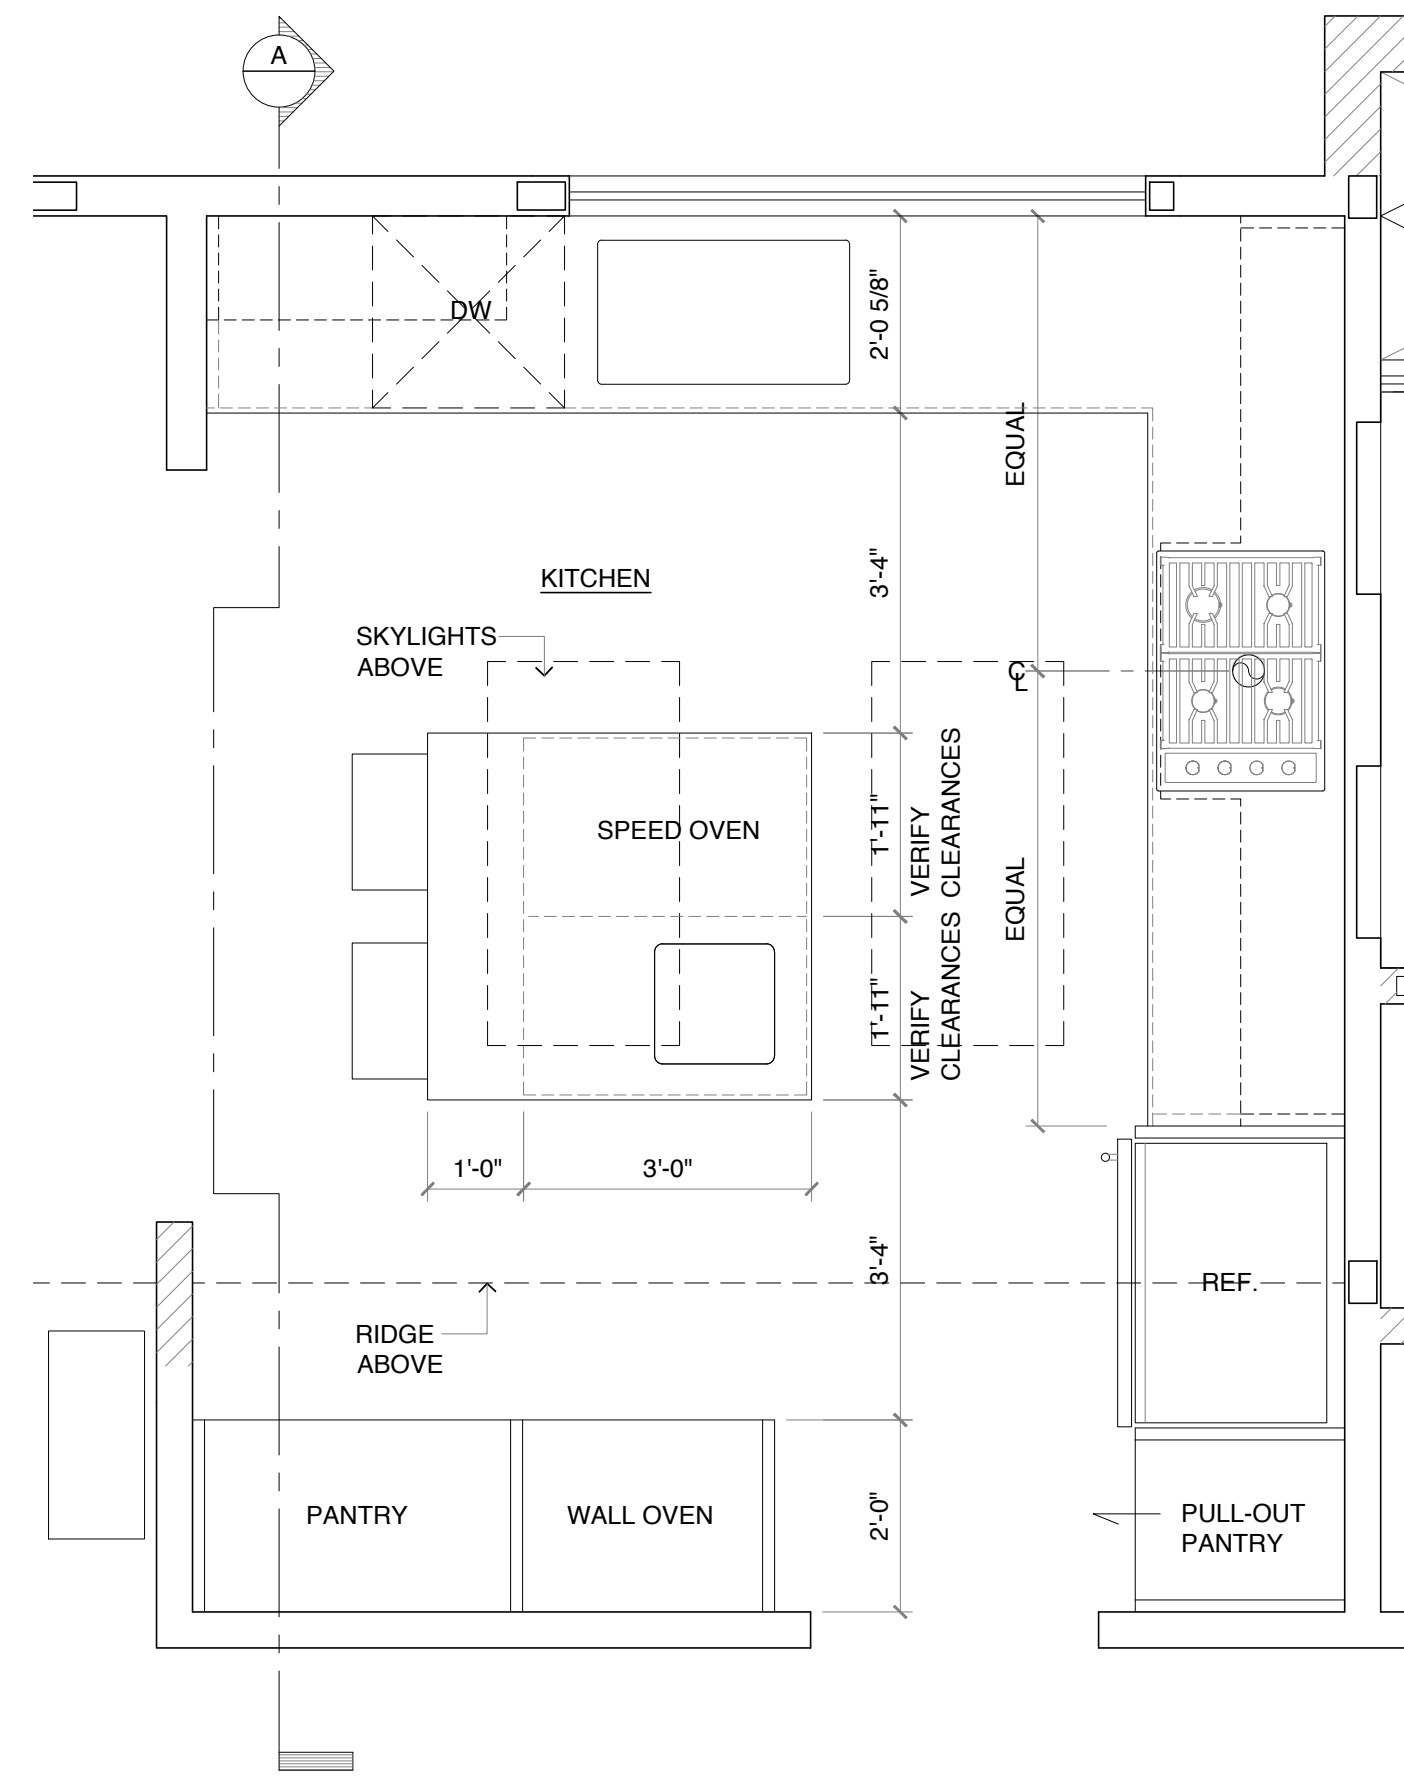 A
DW
2'-0 5/8"
EQUAL
3'-4"
KITCHEN
SKYLIGHTS
ABOVE
CL
SPEED OVEN
1'-11"
VERIFY
CLEARANCES
EQUAL
1'-11"
VERIFY
CLEARANCES
1'-0"
3'-0"
3'-4"
REF.
RIDGE
ABOVE
PANTRY
WALL OVEN
2'-0"
PULL-OUT
PANTRY